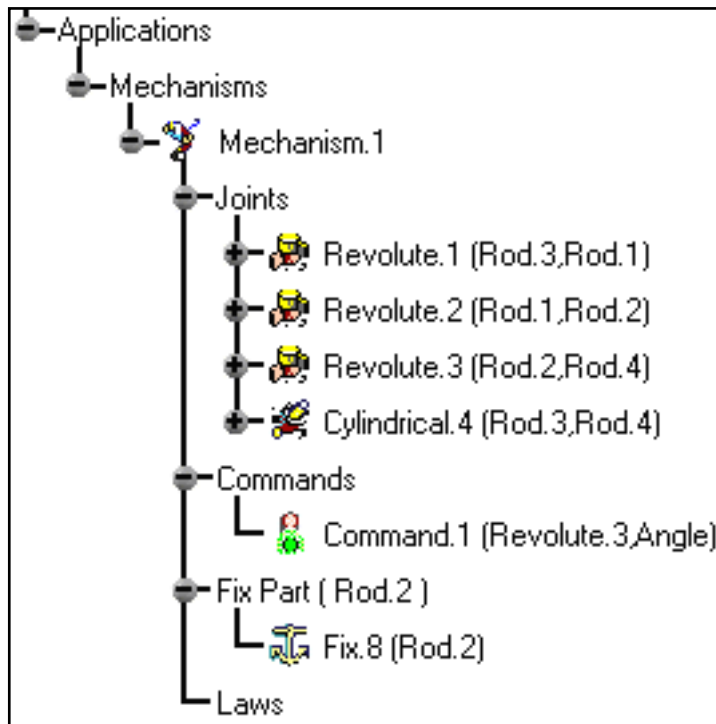 Applications
Mechanisms
Mechanism.1
Joints
Revolute.1 (Rod.3,Rod.1)
Revolute.2 (Rod.1,Rod.2)
Revolute.3 (Rod.2,Rod.4)
Cylindrical.4 (Rod.3,Rod.4)
Commands
Command.1 (Revolute.3,Angle)
Fix Part ( Rod.2 )
Fix.8 (Rod.2)
Laws